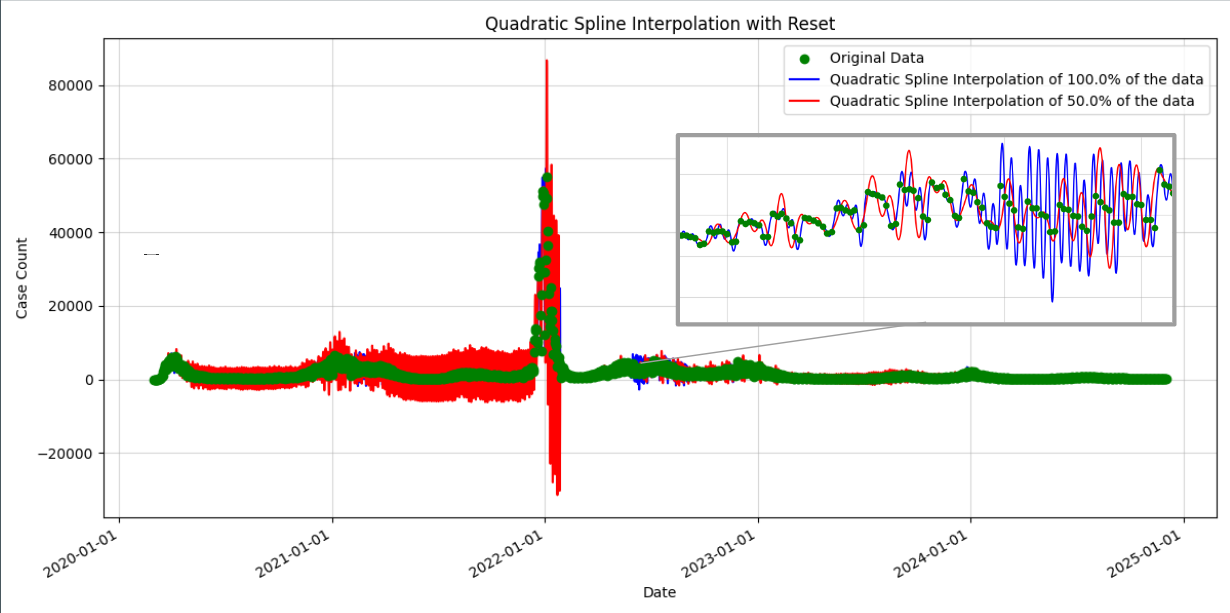 Quadratic Spline Interpolation with Reset
Original Data
Quadratic Spline Interpolation of 100.0% of the data
Quadratic Spline Interpolation of 50.0% of the data
Case Count
80000
60000
40000
20000
0
−20000
2020-01-01
2021-01-01
2022-01-01
2023-01-01
2024-01-01
2025-01-01
Date